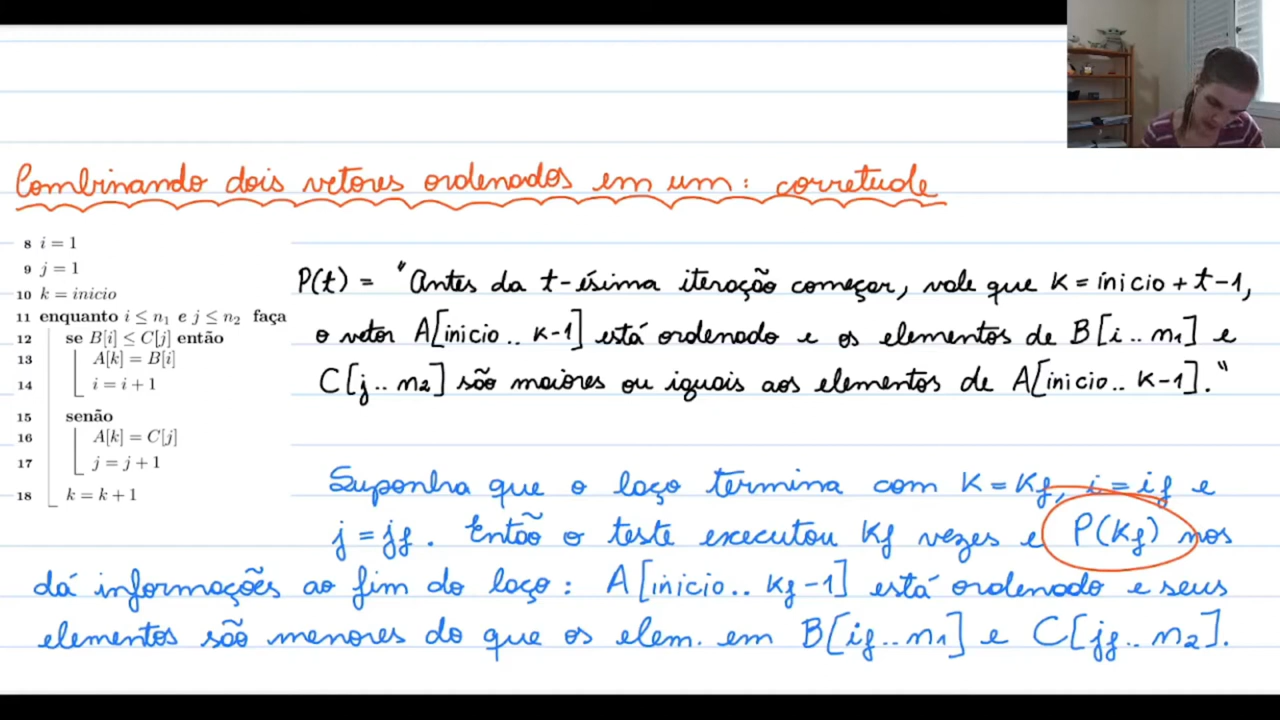 Combinando dois vetores ordenados em um: corretude
8 i = 1
9 j = 1
10 k = inicio
11 enquanto i ≤ n₁ e j ≤ n₂ faça
12 se B[i] ≤ C[j] então
13 A[k] = B[i]
14 i = i + 1
15 senão
16 A[k] = C[j]
17 j = j + 1
18 k = k + 1
P(t) = "Antes da t-ésima iteração começar, vale que K = início + t - 1,
o vetor A[início .. K-1] está ordenado e os elementos de B[i .. n₁] e
C[j .. n₂] são maiores ou iguais aos elementos de A[início .. K-1]."
Suponha que o laço termina com K = Kf, i = if e
j = jf. Então o teste executou Kf vezes e P(Kf) nos
dá informações ao fim do laço: A[início .. Kf-1] está ordenado e seus
elementos são menores do que os elem. em B[if .. n₁] e C[jf .. n₂].